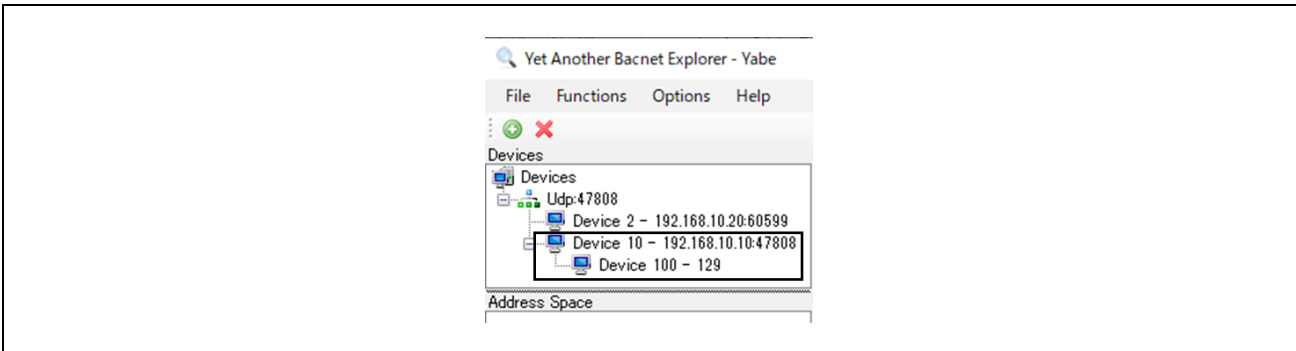 Yet Another Bacnet Explorer - Yabe
File Functions Options Help
Devices
Devices
Udp:47808
Device 2 - 192.168.10.20:60599
Device 10 - 192.168.10.10:47808
Device 100 - 129
Address Space